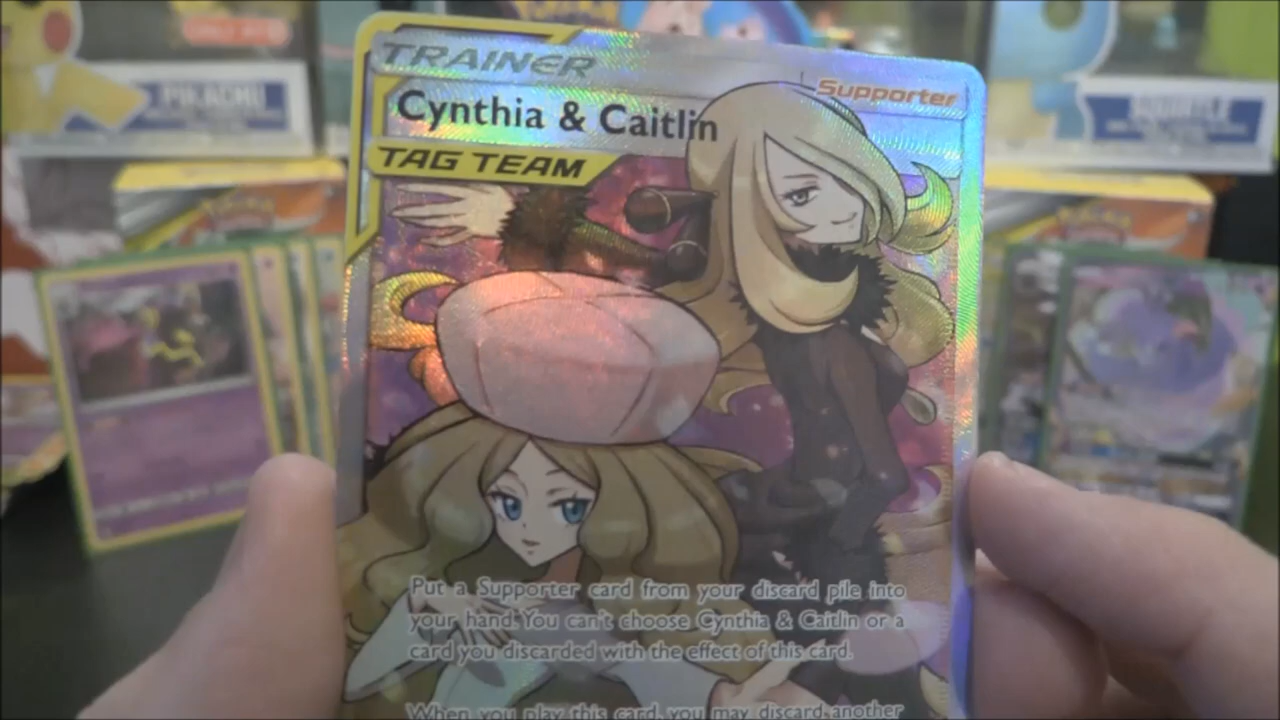 TRAINER
Supporter
Cynthia & Caitlin
TAG TEAM
Put a Supporter card from your discard pile into
your hand. You can't choose Cynthia & Caitlin or a
card you discarded with the effect of this card.
When you play this card, you may discard another
PIKACHU